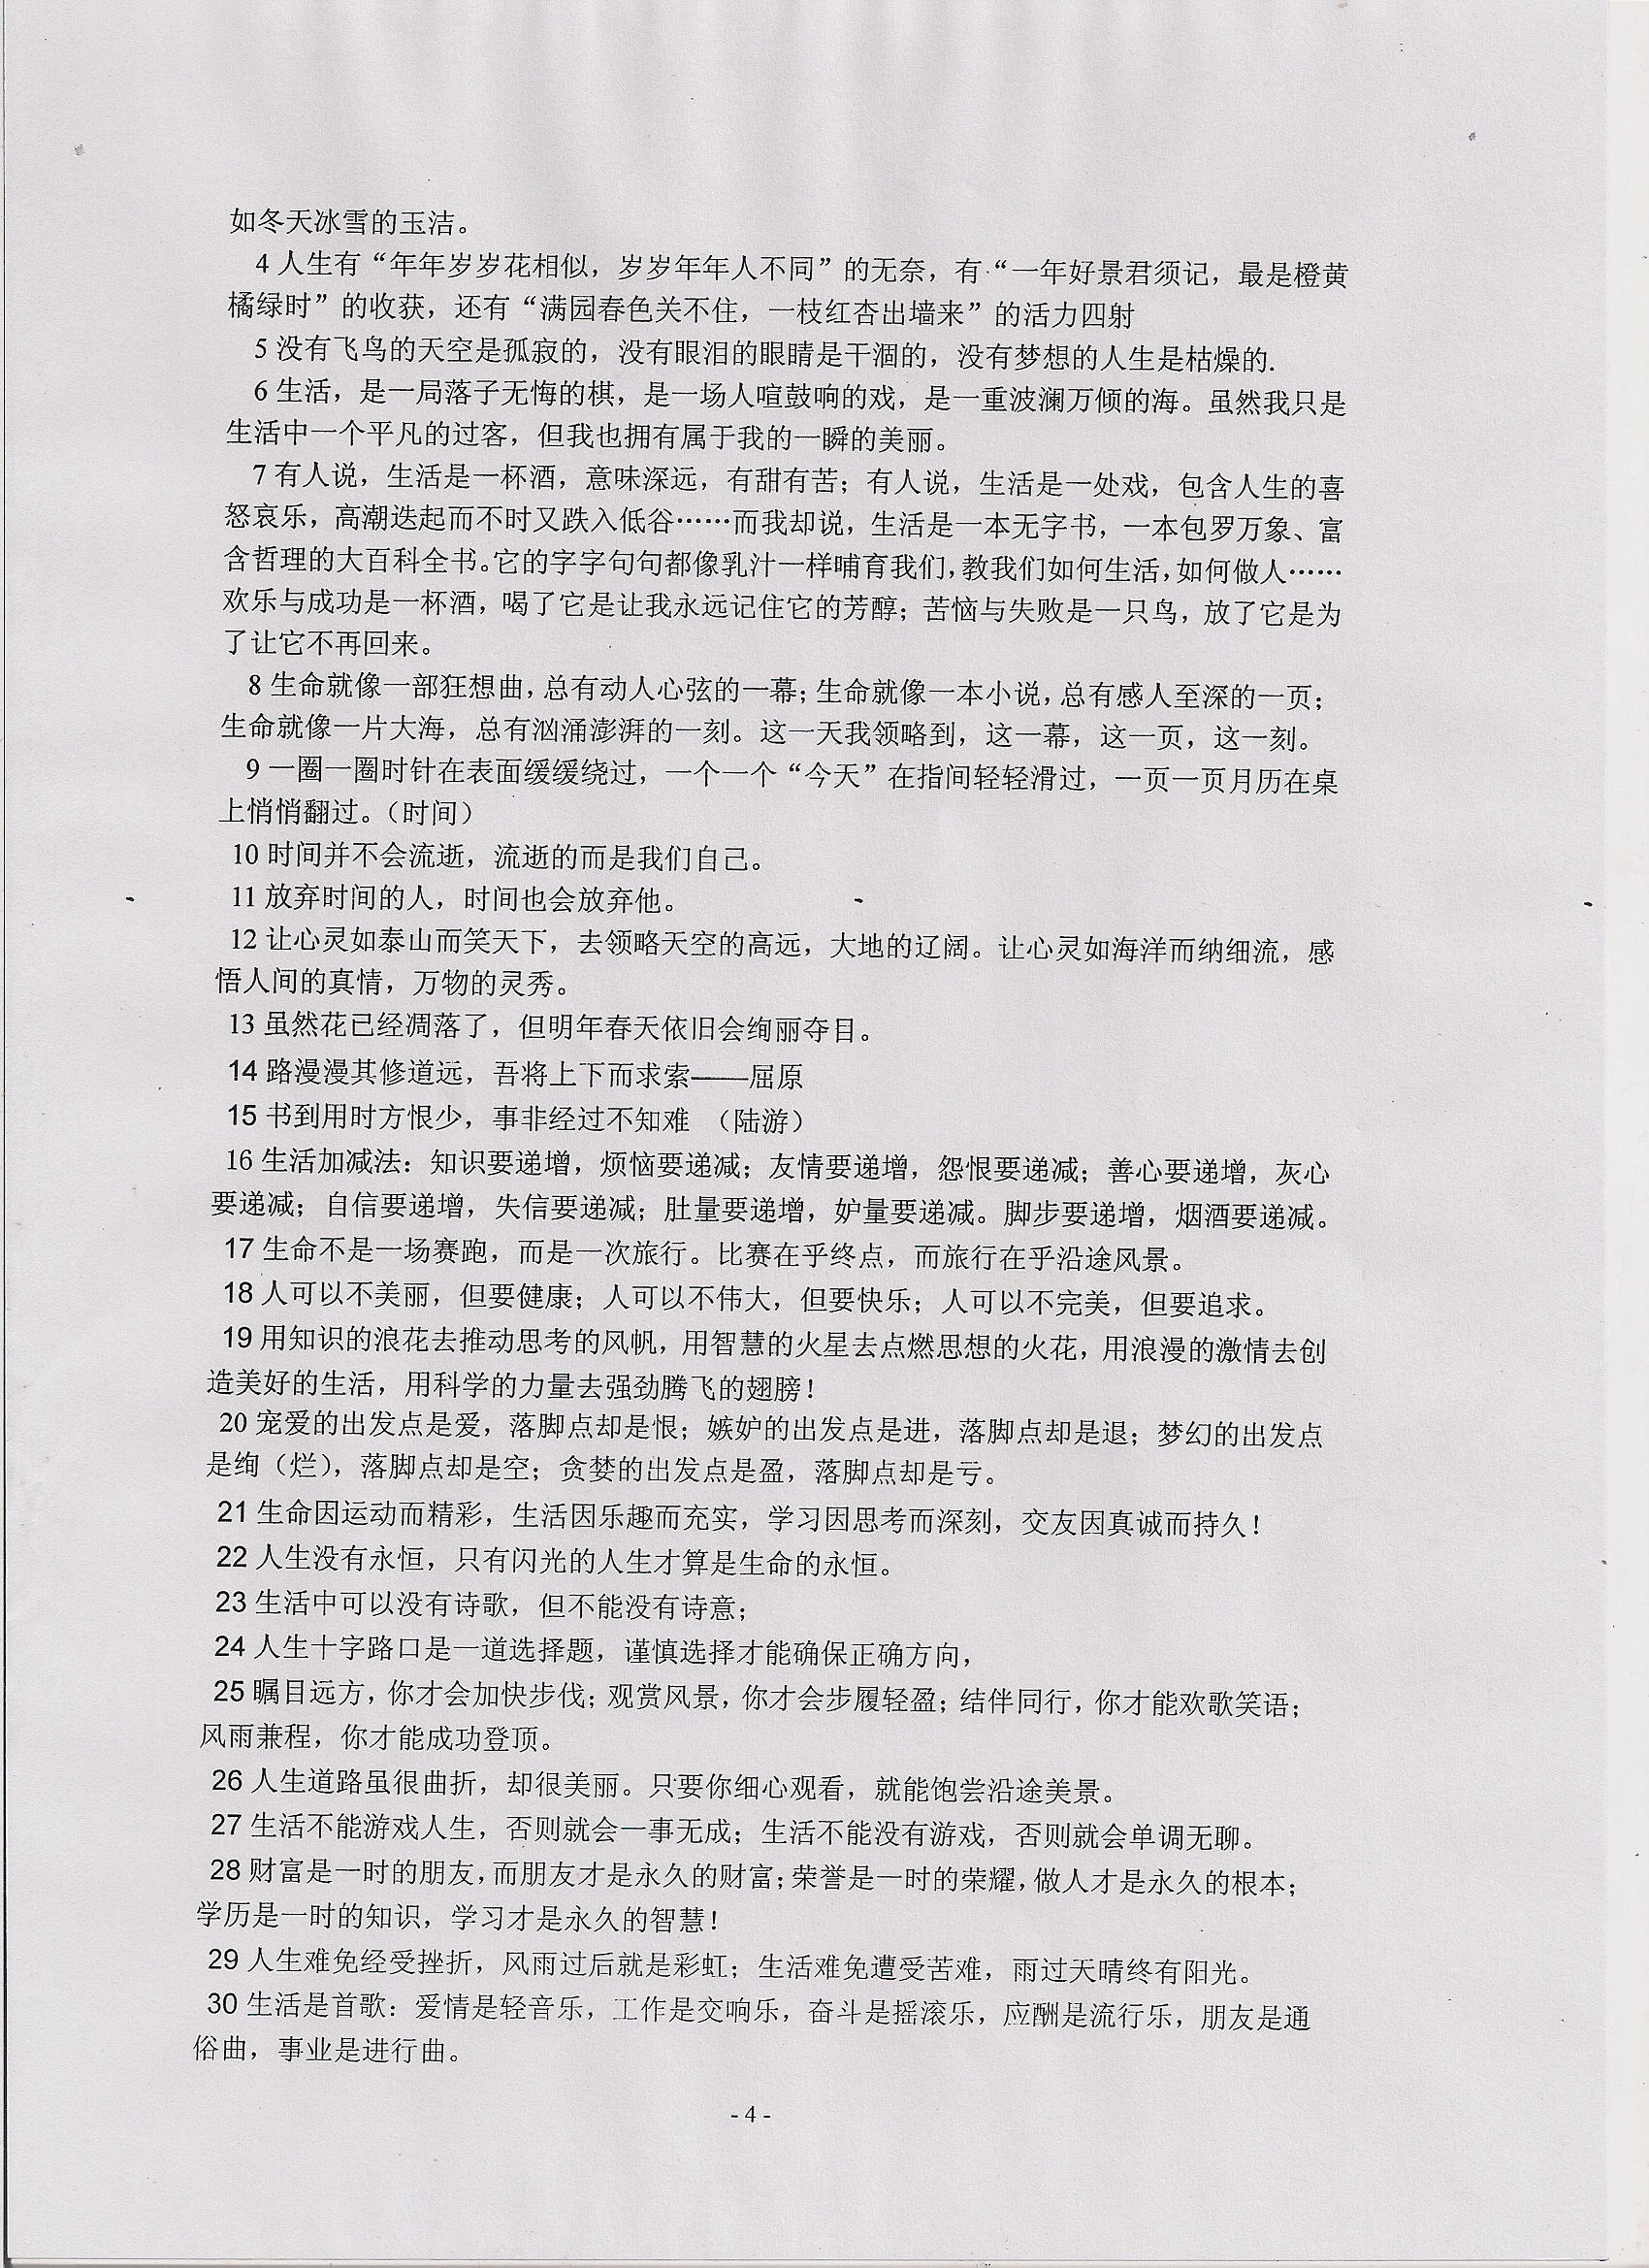 如冬天冰雪的玉洁。
4 人生有“年年岁岁花相似，岁岁年年人不同”的无奈，有“一年好景君须记，最是橙黄
橘绿时”的收获，还有“满园春色关不住，一枝红杏出墙来”的活力四射
5 没有飞鸟的天空是孤寂的，没有眼泪的眼睛是干涸的，没有梦想的人生是枯燥的.
6 生活，是一局落子无悔的棋，是一场人喧鼓响的戏，是一重波澜万倾的海。虽然我只是
生活中一个平凡的过客，但我也拥有属于我的一瞬的美丽。
7 有人说，生活是一杯酒，意味深远，有甜有苦；有人说，生活是一处戏，包含人生的喜
怒哀乐，高潮迭起而不时又跌入低谷……而我却说，生活是一本无字书，一本包罗万象、富
含哲理的大百科全书。它的字字句句都像乳汁一样哺育我们，教我们如何生活，如何做人……
欢乐与成功是一杯酒，喝了它是让我永远记住它的芳醇；苦恼与失败是一只鸟，放了它是为
了让它不再回来。
8 生命就像一部狂想曲，总有动人心弦的一幕；生命就像一本小说，总有感人至深的一页；
生命就像一片大海，总有汹涌澎湃的一刻。这一天我领略到，这一幕，这一页，这一刻。
9 一圈一圈时针在表面缓缓绕过，一个一个“今天”在指间轻轻滑过，一页一页月历在桌
上悄悄翻过。（时间）
10 时间并不会流逝，流逝的而是我们自己。
11 放弃时间的人，时间也会放弃他。
12 让心灵如泰山而笑天下，去领略天空的高远，大地的辽阔。让心灵如海洋而纳细流，感
悟人间的真情，万物的灵秀。
13 虽然花已经凋落了，但明年春天依旧会绚丽夺目。
14 路漫漫其修道远，吾将上下而求索——屈原
15 书到用时方恨少，事非经过不知难 （陆游）
16 生活加减法：知识要递增，烦恼要递减；友情要递增，怨恨要递减；善心要递增，灰心
要递减；自信要递增，失信要递减；肚量要递增，妒量要递减。脚步要递增，烟酒要递减。
17 生命不是一场赛跑，而是一次旅行。比赛在乎终点，而旅行在乎沿途风景。
18 人可以不美丽，但要健康；人可以不伟大，但要快乐；人可以不完美，但要追求。
19 用知识的浪花去推动思考的风帆，用智慧的火星去点燃思想的火花，用浪漫的激情去创
造美好的生活，用科学的力量去强劲腾飞的翅膀！
20 宠爱的出发点是爱，落脚点却是恨；嫉妒的出发点是进，落脚点却是退；梦幻的出发点
是绚（烂），落脚点却是空；贪婪的出发点是盈，落脚点却是亏。
21 生命因运动而精彩，生活因乐趣而充实，学习因思考而深刻，交友因真诚而持久！
22 人生没有永恒，只有闪光的人生才算是生命的永恒。
23 生活中可以没有诗歌，但不能没有诗意；
24 人生十字路口是一道选择题，谨慎选择才能确保正确方向，
25 瞩目远方，你才会加快步伐；观赏风景，你才会步履轻盈；结伴同行，你才能欢歌笑语；
风雨兼程，你才能成功登顶。
26 人生道路虽很曲折，却很美丽。只要你细心观看，就能饱尝沿途美景。
27 生活不能游戏人生，否则就会一事无成；生活不能没有游戏，否则就会单调无聊。
28 财富是一时的朋友，而朋友才是永久的财富；荣誉是一时的荣耀，做人才是永久的根本；
学历是一时的知识，学习才是永久的智慧！
29 人生难免经受挫折，风雨过后就是彩虹；生活难免遭受苦难，雨过天晴终有阳光。
30 生活是首歌：爱情是轻音乐，工作是交响乐，奋斗是摇滚乐，应酬是流行乐，朋友是通
俗曲，事业是进行曲。
- 4 -